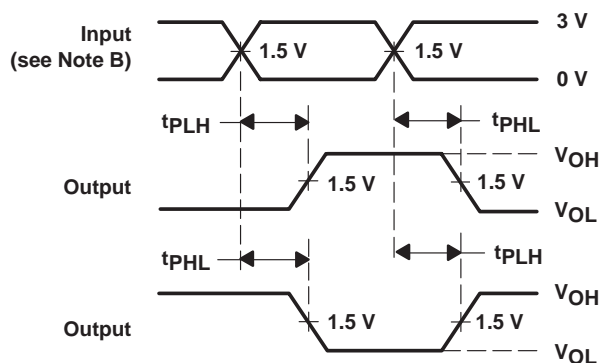 Input
(see Note B)
1.5 V
1.5 V
3 V
0 V
tPLH
tPHL
Output
1.5 V
1.5 V
VOH
VOL
tPHL
tPLH
Output
1.5 V
1.5 V
VOH
VOL